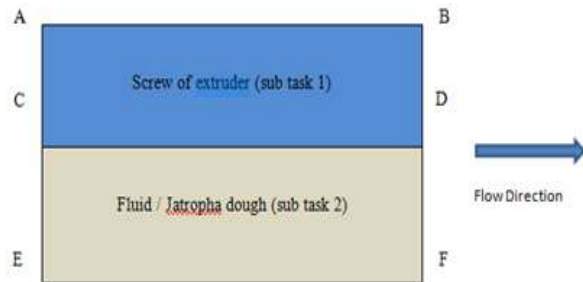 A B
Screw of extruder (sub task 1)
C D
Fluid / Jatropha dough (sub task 2)
Flow Direction
E F